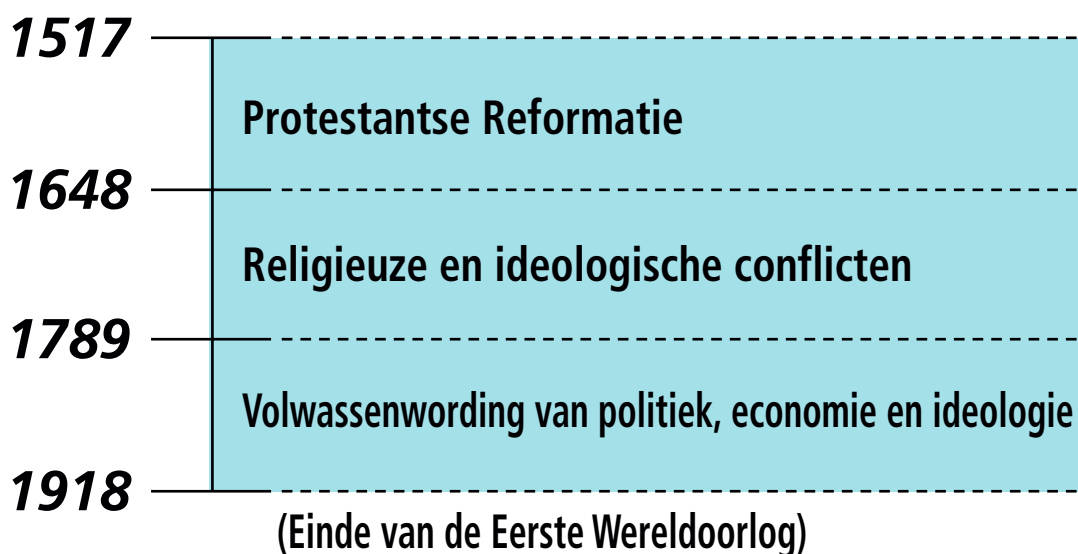 1517
Protestantse Reformatie
1648
Religieuze en ideologische conflicten
1789
Volwassenwording van politiek, economie en ideologie
1918
(Einde van de Eerste Wereldoorlog)